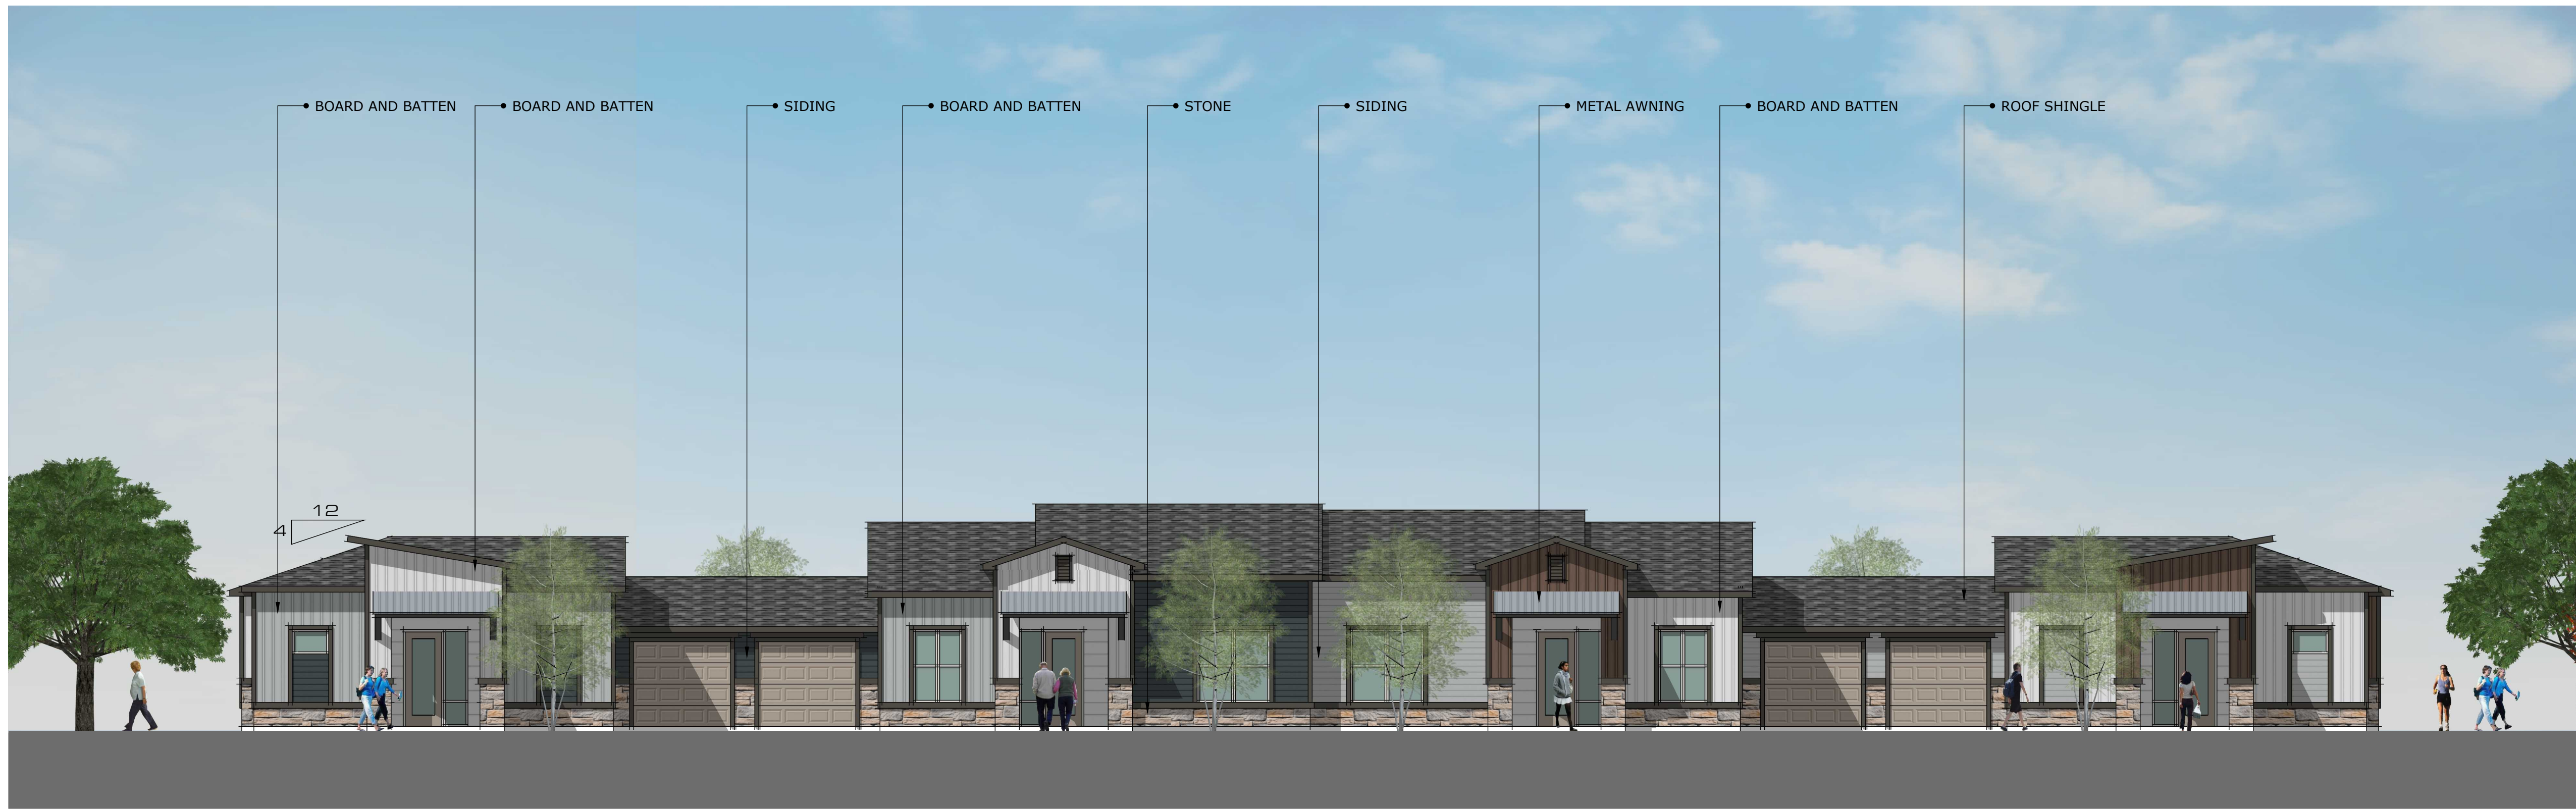 BOARD AND BATTEN
BOARD AND BATTEN
SIDING
BOARD AND BATTEN
STONE
SIDING
METAL AWNING
BOARD AND BATTEN
ROOF SHINGLE
12
4